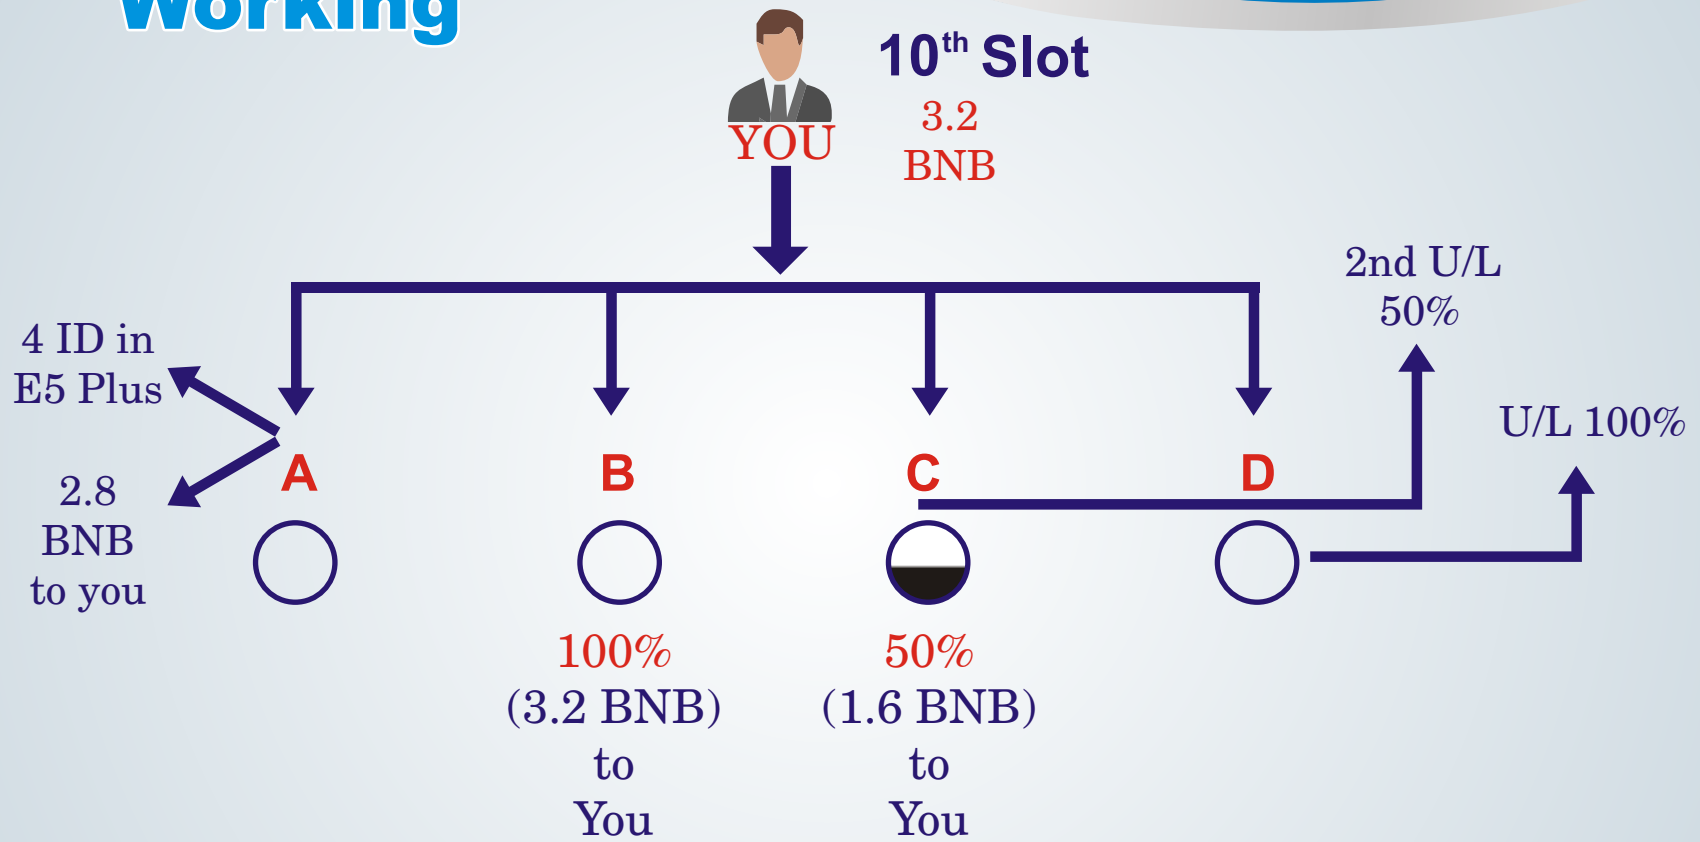 Working
10th Slot
3.2
BNB
YOU
2nd U/L
50%
4 ID in
E5 Plus
U/L 100%
A
B
C
D
2.8
BNB
to you
100%
(3.2 BNB)
to
You
50%
(1.6 BNB)
to
You